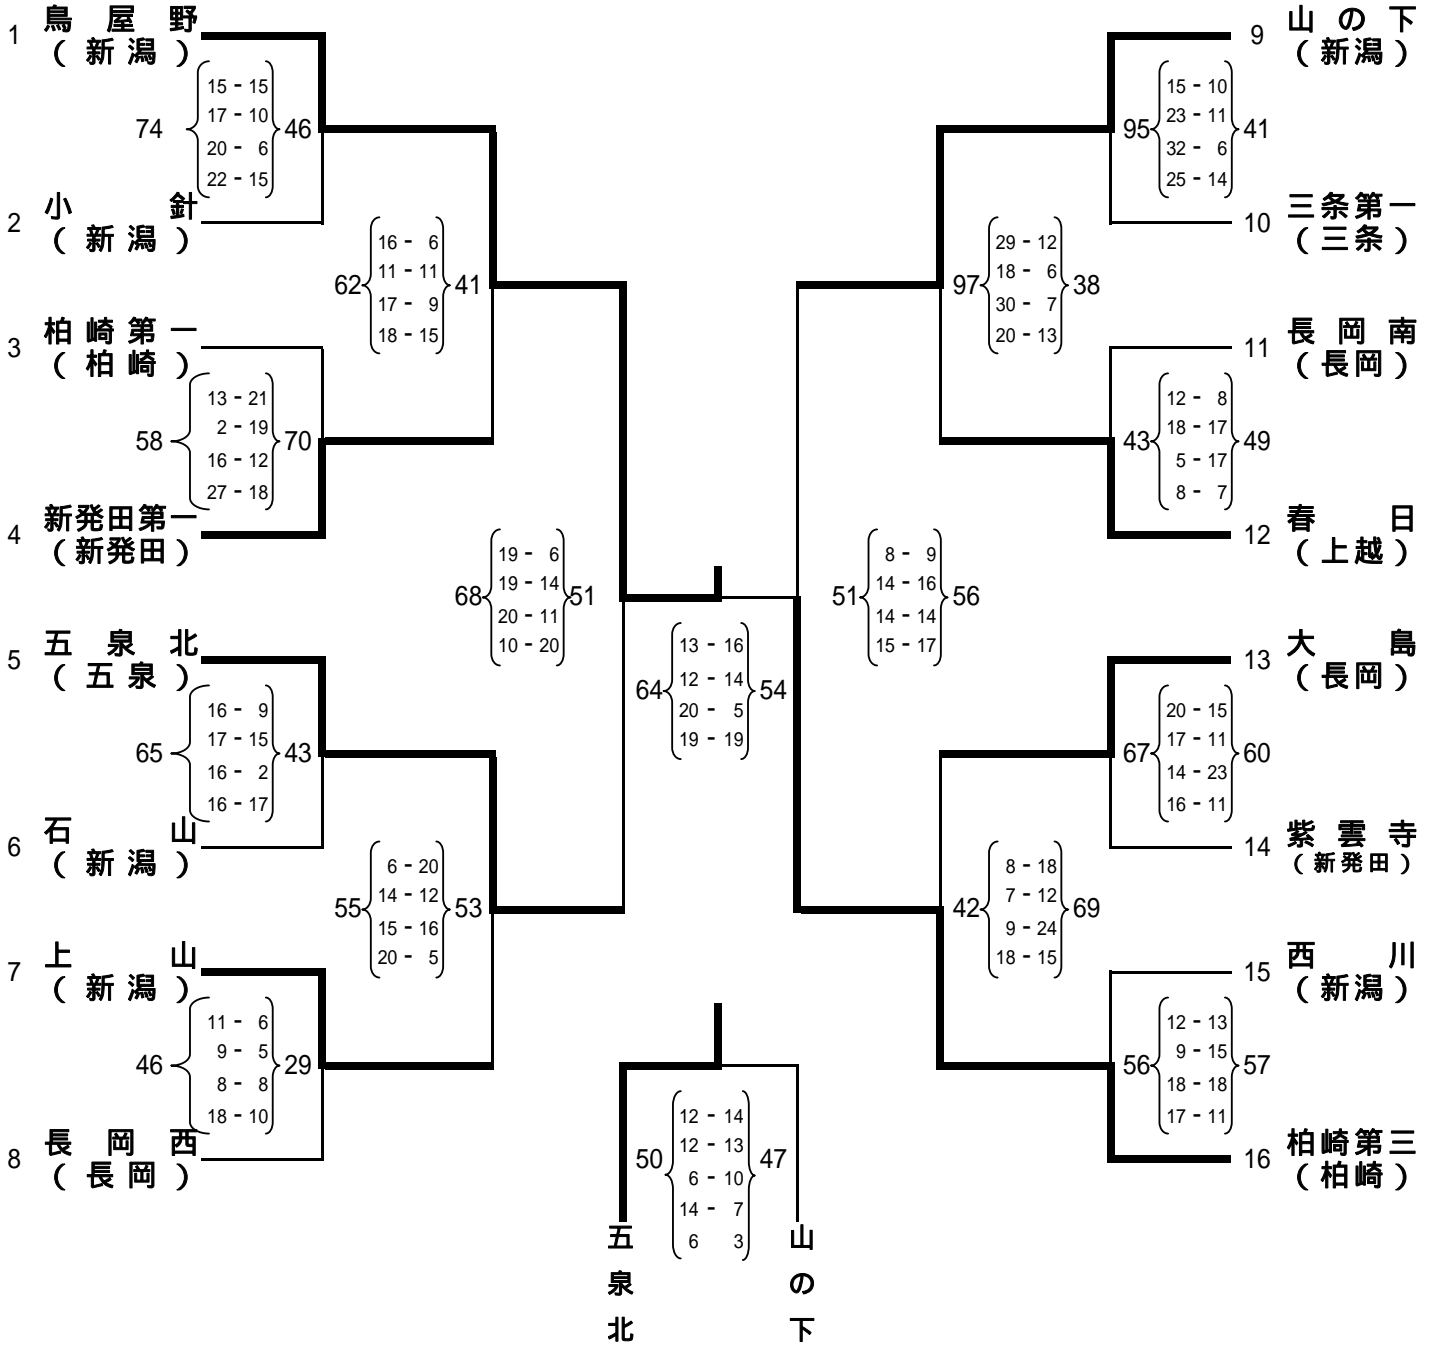 1 鳥屋野
(新潟)
74 15 - 15 46
17 - 10
20 - 6
22 - 15
2 小針
(新潟)
62 16 - 6 41
11 - 11
17 - 9
18 - 15
3 柏崎第一
(柏崎)
58 13 - 21 70
2 - 19
16 - 12
27 - 18
4 新発田第一
(新発田)
68 19 - 6 51
19 - 14
20 - 11
10 - 20
5 五泉北
(五泉)
65 16 - 9 43
17 - 15
16 - 2
16 - 17
6 石山
(新潟)
55 6 - 20 53
14 - 12
15 - 16
20 - 5
7 上山
(新潟)
46 11 - 6 29
9 - 5
8 - 8
18 - 10
8 長岡西
(長岡)
64 13 - 16 54
12 - 14
20 - 5
19 - 19
50 12 - 14 47
12 - 13
6 - 10
14 - 7
6 3
五泉北
山の下
9 山の下
(新潟)
95 15 - 10 41
23 - 11
32 - 6
25 - 14
10 三条第一
(三条)
97 29 - 12 38
18 - 6
30 - 7
20 - 13
11 長岡南
(長岡)
43 12 - 8 49
18 - 17
5 - 17
8 - 7
12 春日
(上越)
51 8 - 9 56
14 - 16
14 - 14
15 - 17
13 大島
(長岡)
67 20 - 15 60
17 - 11
14 - 23
16 - 11
14 紫雲寺
(新発田)
42 8 - 18 69
7 - 12
9 - 24
18 - 15
15 西川
(新潟)
56 12 - 13 57
9 - 15
18 - 18
17 - 11
16 柏崎第三
(柏崎)